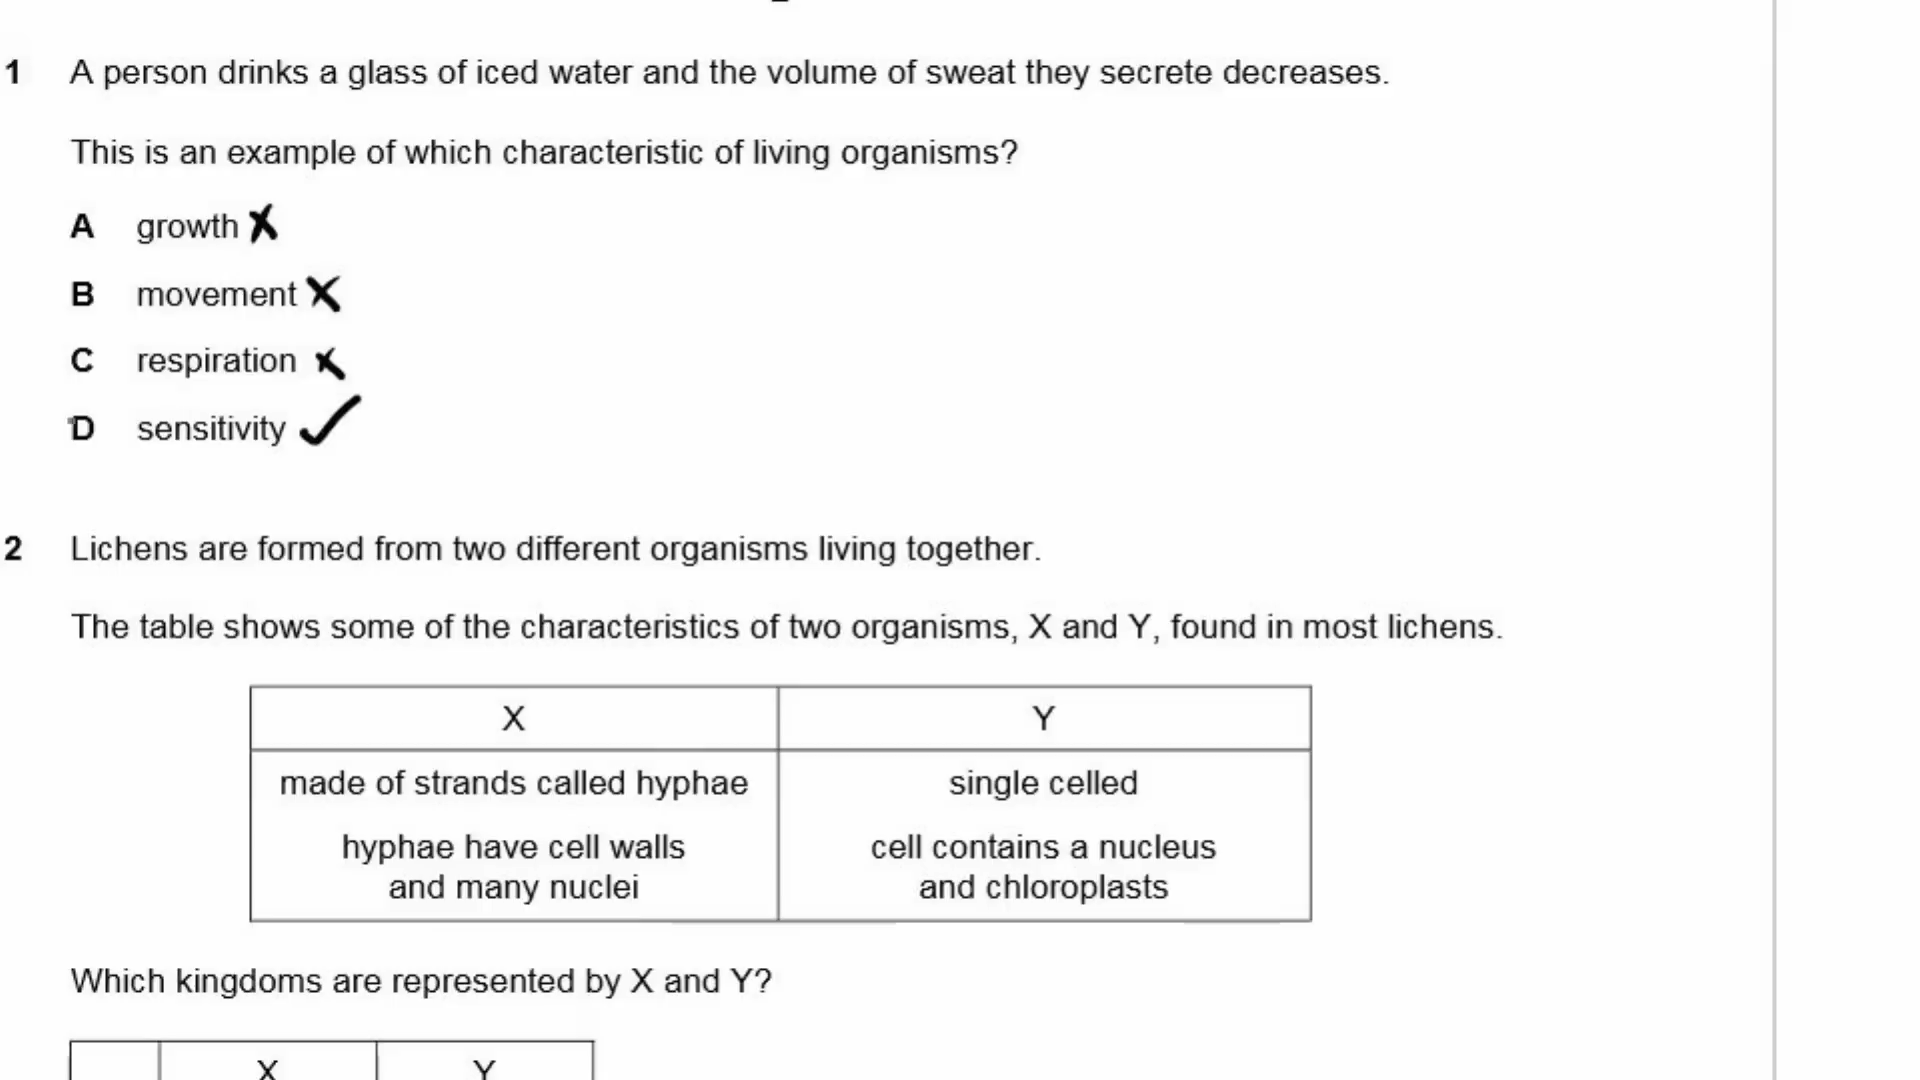 1 A person drinks a glass of iced water and the volume of sweat they secrete decreases.
This is an example of which characteristic of living organisms?
A growth
B movement
C respiration
D sensitivity
2 Lichens are formed from two different organisms living together.
The table shows some of the characteristics of two organisms, X and Y, found in most lichens.
X Y
made of strands called hyphae single celled
hyphae have cell walls cell contains a nucleus
and many nuclei and chloroplasts
Which kingdoms are represented by X and Y?
X Y